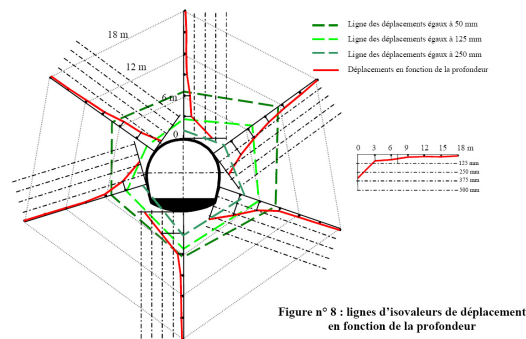 18 m
12 m
6 m
0
Ligne des déplacements égaux à 50 mm
Ligne des déplacements égaux à 125 mm
Ligne des déplacements égaux à 250 mm
Déplacements en fonction de la profondeur
0 3 6 9 12 15 18 m
125 mm
250 mm
375 mm
500 mm
Figure n° 8 : lignes d'isovaleurs de déplacement
en fonction de la profondeur